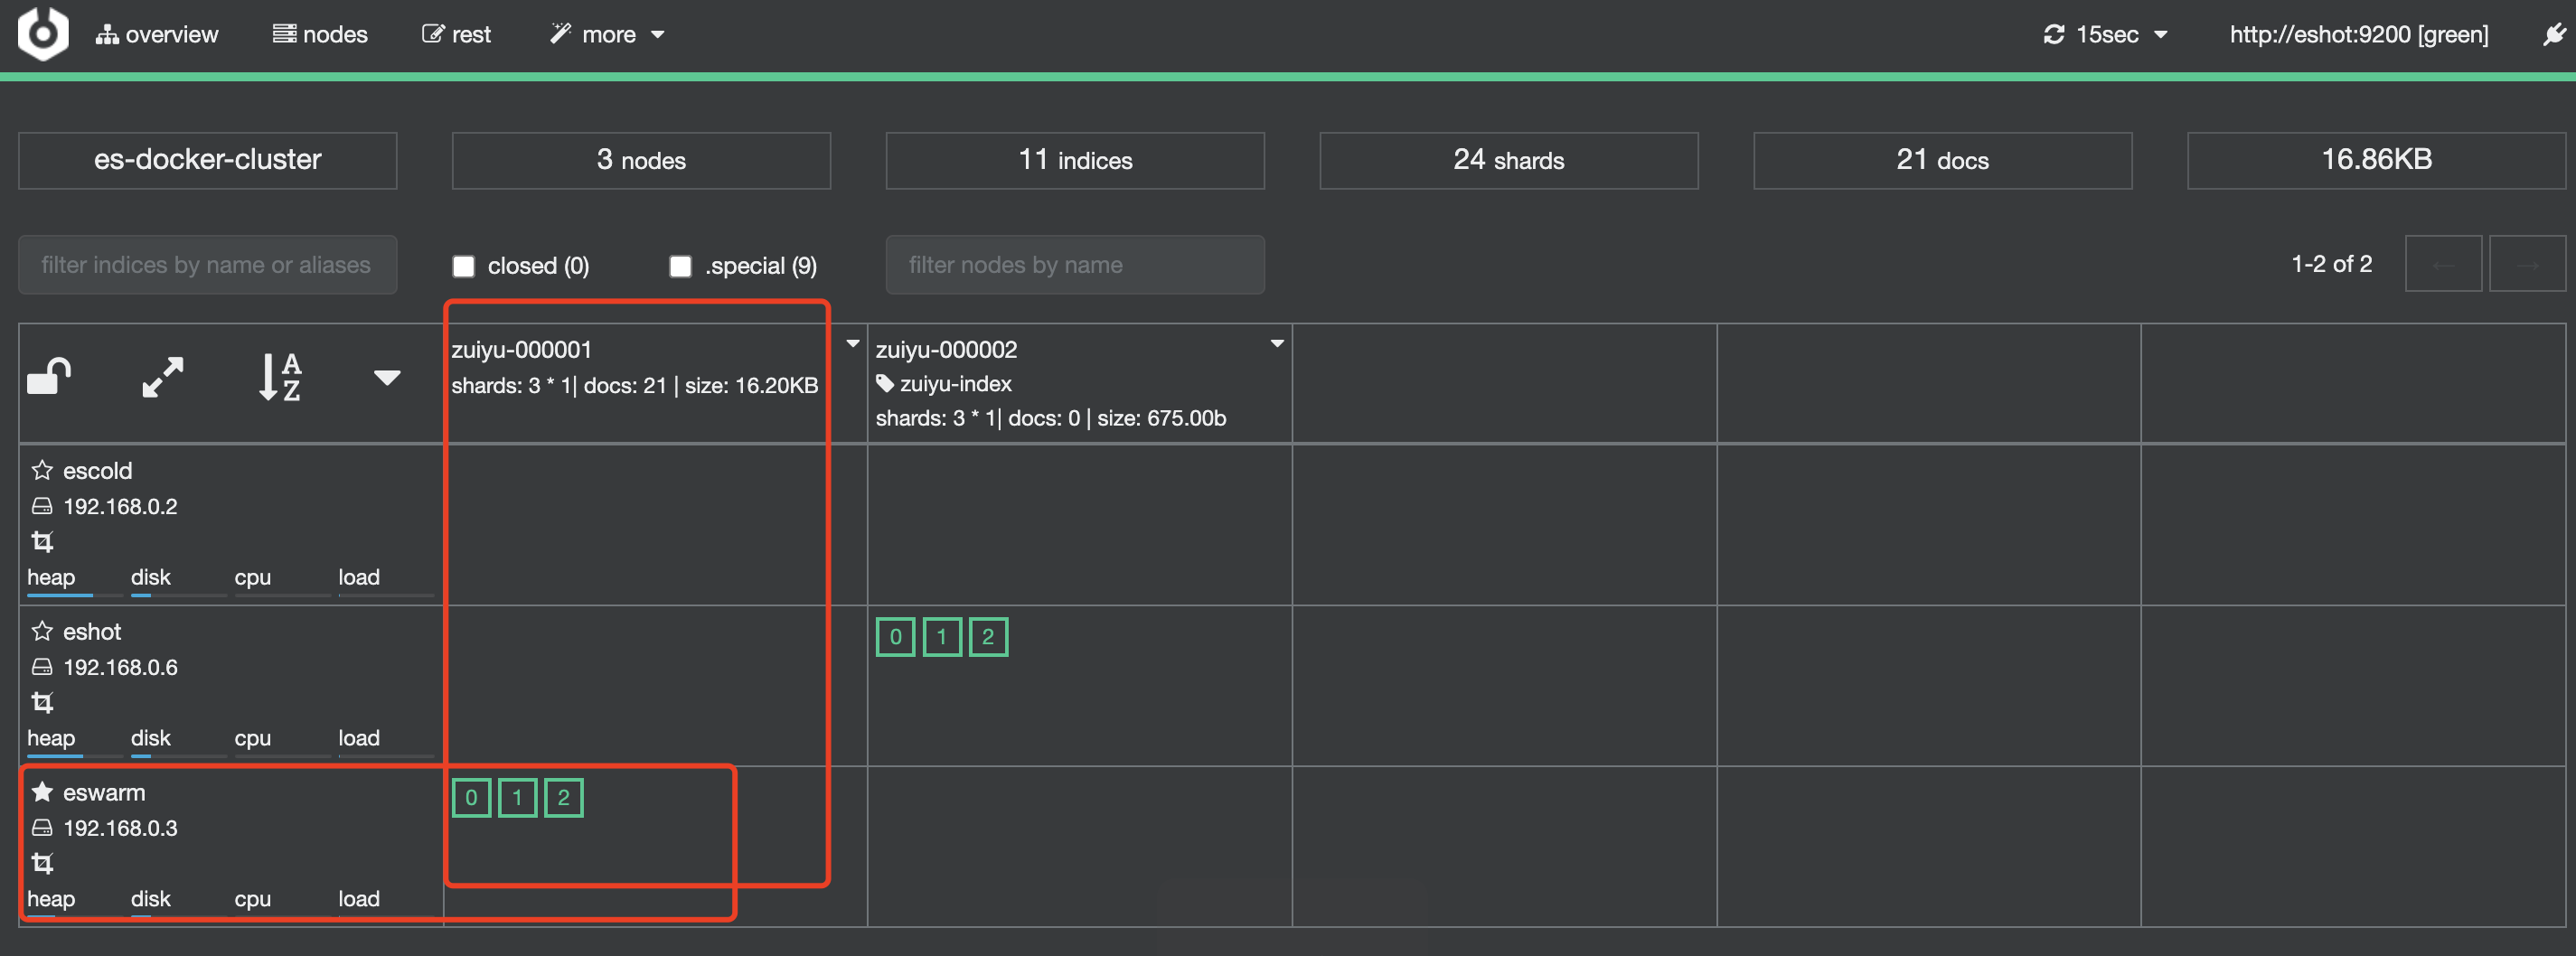 overview nodes rest more 15sec http://eshot:9200 [green]
es-docker-cluster 3 nodes 11 indices 24 shards 21 docs 16.86KB
filter indices by name or aliases closed (0) .special (9) filter nodes by name 1-2 of 2 ← →
A
Z
zuiyu-000001
shards: 3 * 1| docs: 21 | size: 16.20KB
zuiyu-000002
zuiyu-index
shards: 3 * 1| docs: 0 | size: 675.00b
escold
192.168.0.2
heap disk cpu load
eshot
192.168.0.6
heap disk cpu load
0 1 2
eswarm
192.168.0.3
heap disk cpu load
0 1 2